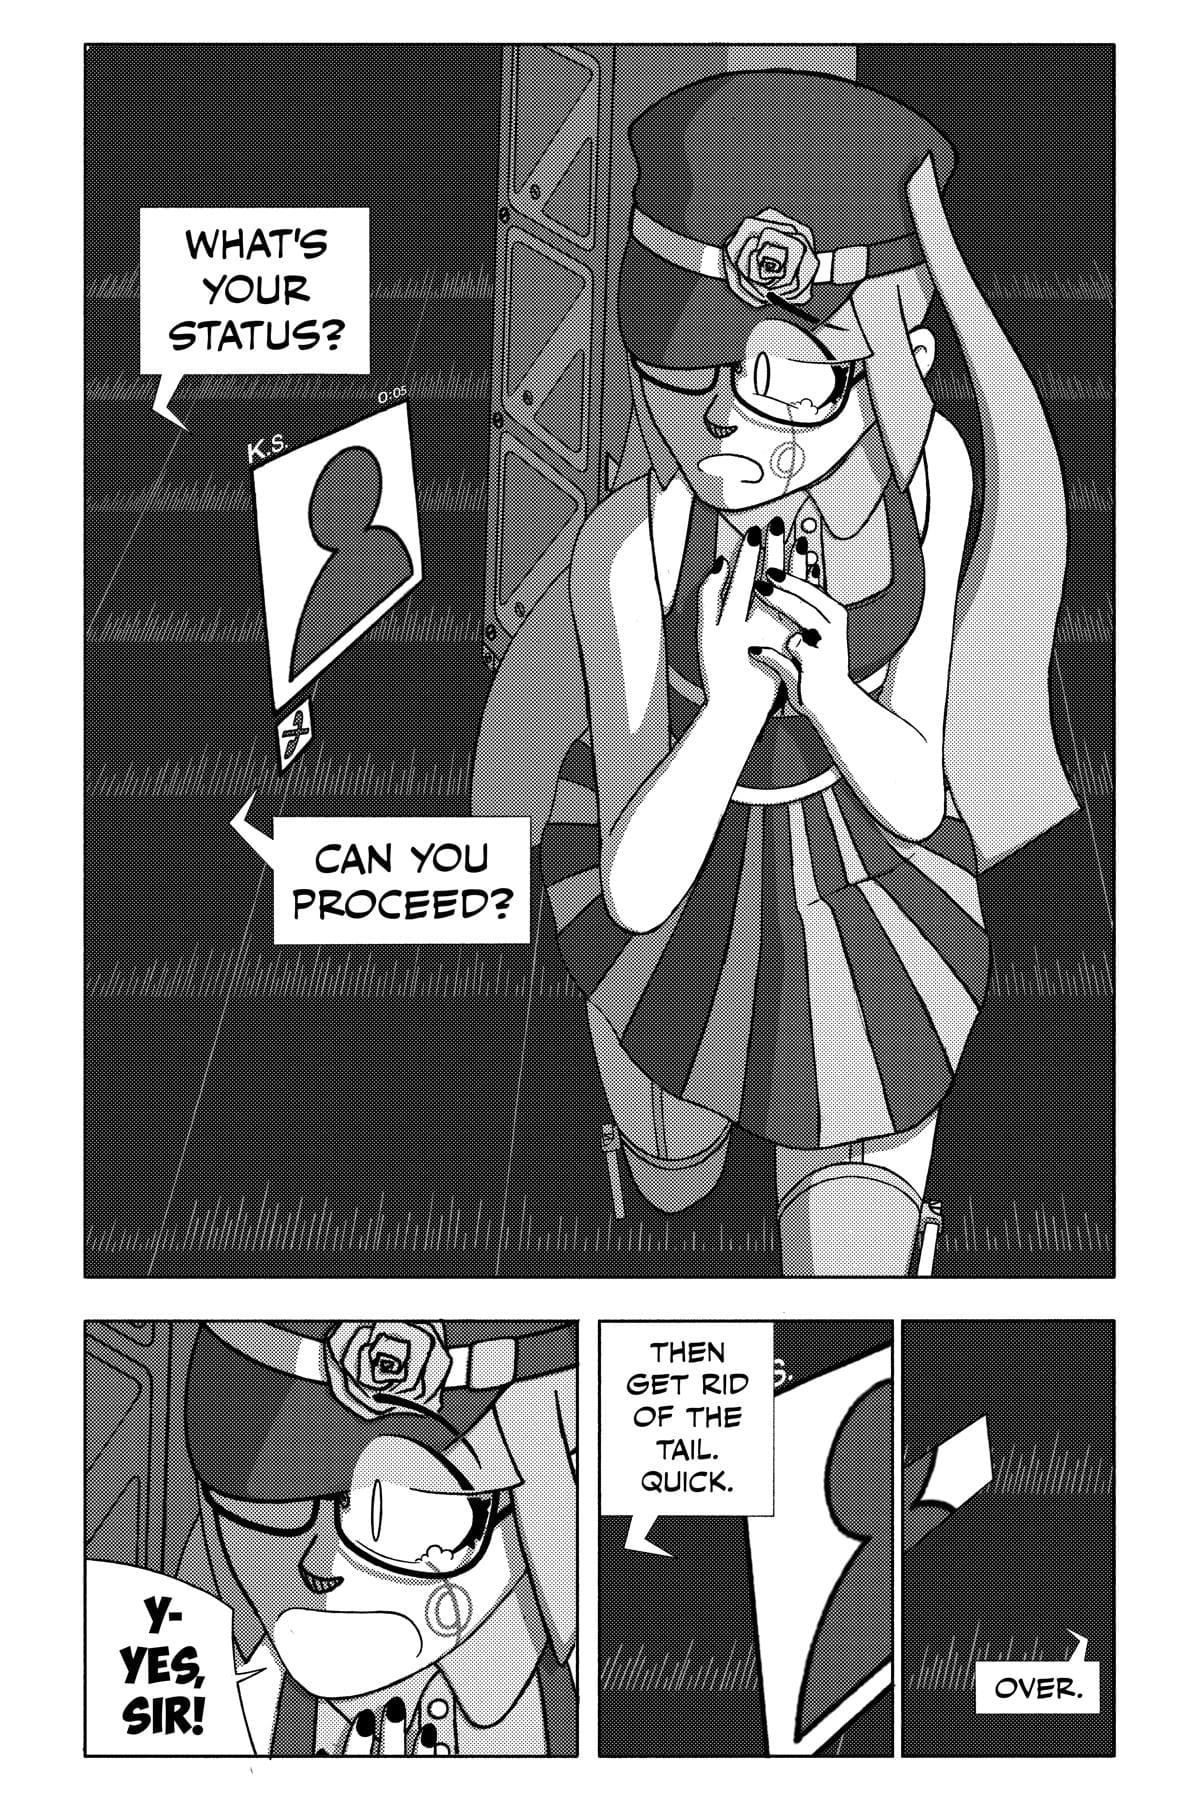 WHAT'S
YOUR
STATUS?
0:05
K.S.
CAN YOU
PROCEED?
Y-
YES,
SIR!
THEN
GET RID
OF THE
TAIL.
QUICK.
S.
OVER.